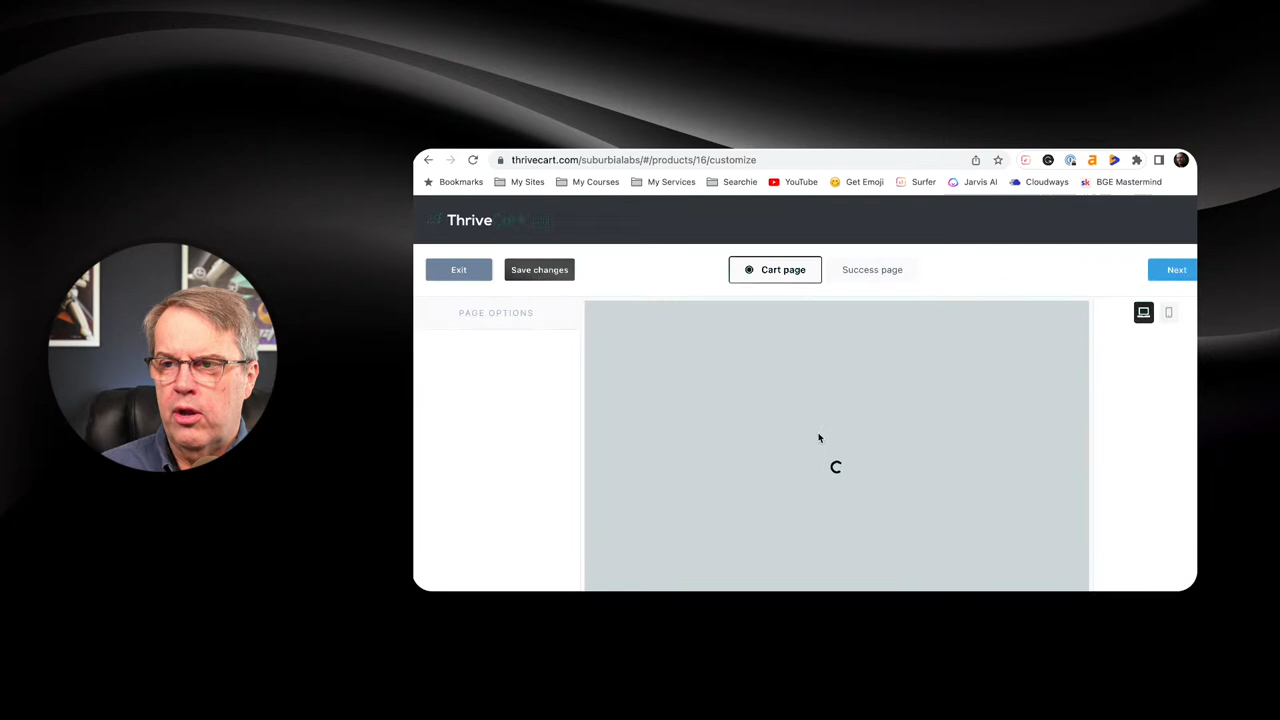 thrivecart.com/suburbialabs/#/products/16/customize
Bookmarks My Sites My Courses My Services Searchie YouTube Get Emoji Surfer Jarvis AI Cloudways BGE Mastermind
Thrive
Exit Save changes Cart page Success page Next
PAGE OPTIONS